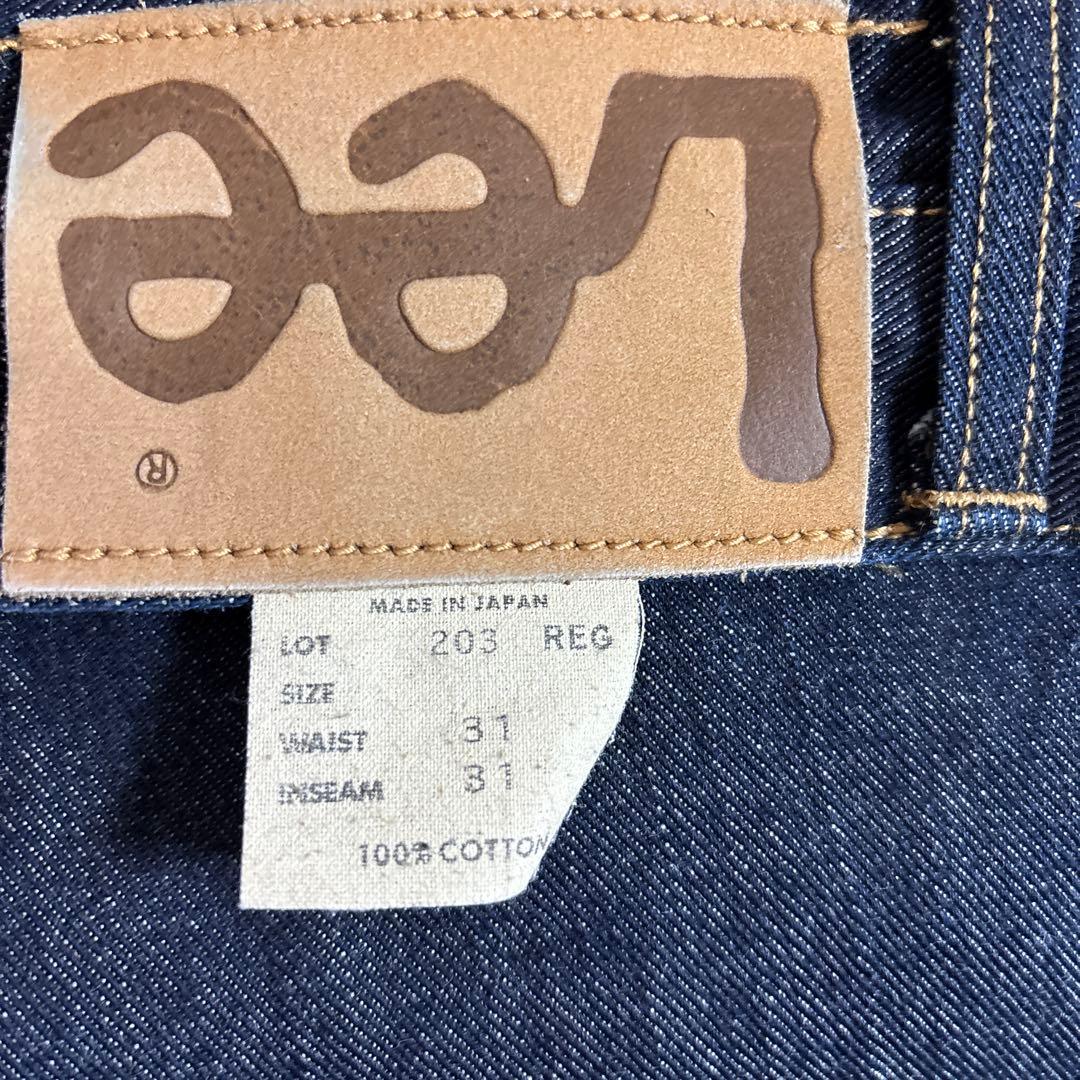 Lee
®
MADE IN JAPAN
LOT 203 REG
SIZE
WAIST 31
INSEAM 31
100% COTTON